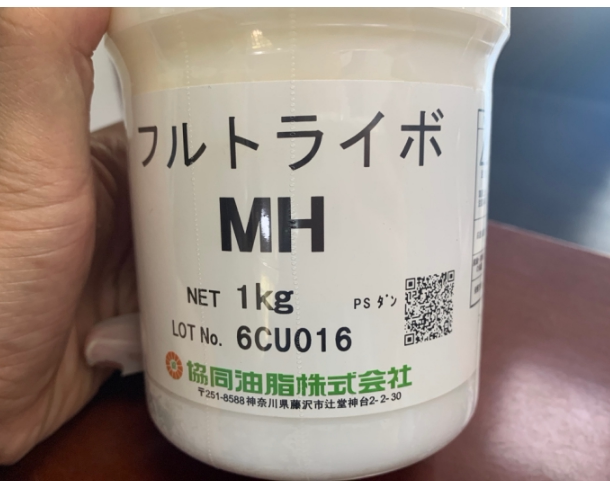 フルトライボ
MH
NET 1kg
PSダン
LOT No. 6CU016
協同油脂株式会社
〒251-8588 神奈川県藤沢市辻堂神台2-2-30